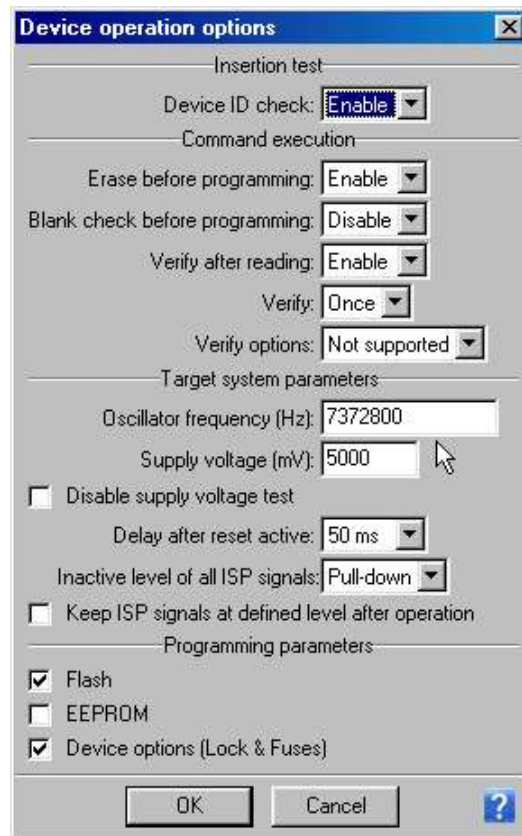 Device operation options
Insertion test
Device ID check: Enable
Command execution
Erase before programming: Enable
Blank check before programming: Disable
Verify after reading: Enable
Verify: Once
Verify options: Not supported
Target system parameters
Oscillator frequency (Hz): 7372800
Supply voltage (mV): 5000
Disable supply voltage test
Delay after reset active: 50 ms
Inactive level of all ISP signals: Pull-down
Keep ISP signals at defined level after operation
Programming parameters
Flash
EEPROM
Device options (Lock & Fuses)
OK Cancel ?